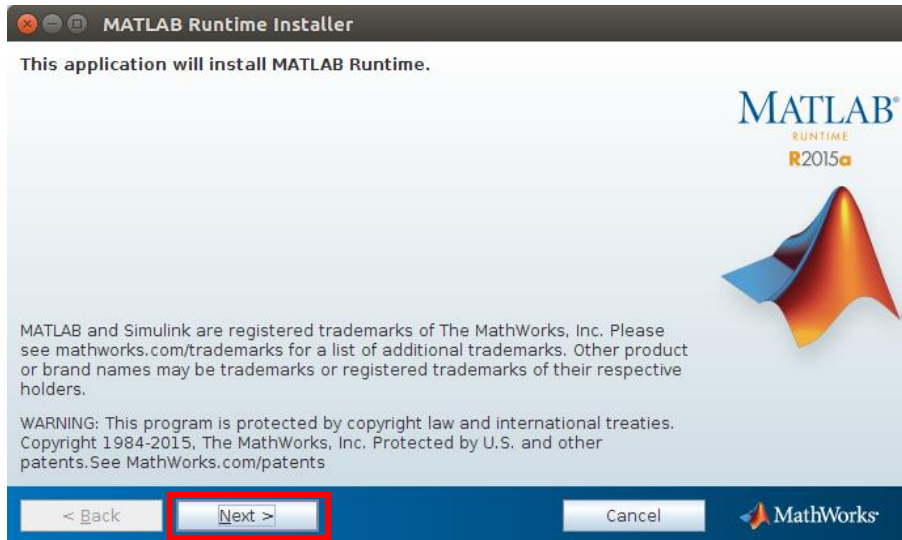 MATLAB Runtime Installer
This application will install MATLAB Runtime.
MATLAB®
RUNTIME
R2015a
MATLAB and Simulink are registered trademarks of The MathWorks, Inc. Please
see mathworks.com/trademarks for a list of additional trademarks. Other product
or brand names may be trademarks or registered trademarks of their respective
holders.
WARNING: This program is protected by copyright law and international treaties.
Copyright 1984-2015, The MathWorks, Inc. Protected by U.S. and other
patents.See MathWorks.com/patents
< Back
Next >
Cancel
MathWorks®